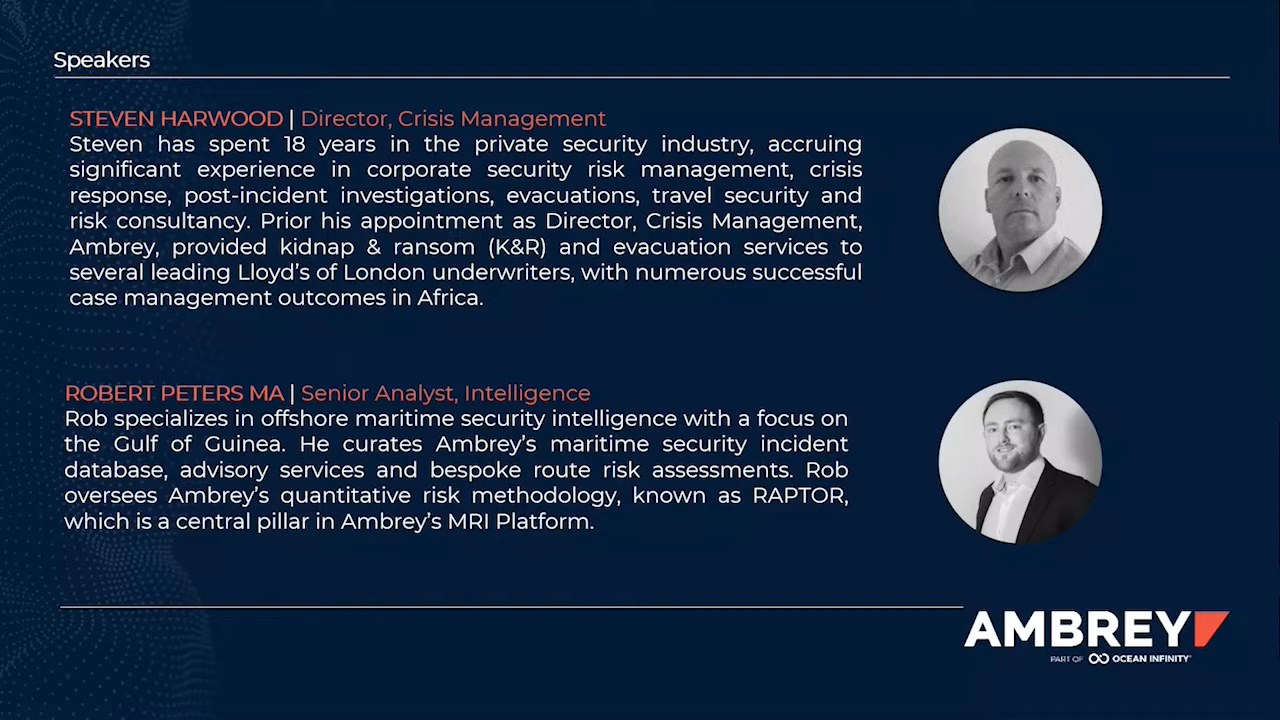 Speakers
STEVEN HARWOOD | Director, Crisis Management
Steven has spent 18 years in the private security industry, accruing
significant experience in corporate security risk management, crisis
response, post-incident investigations, evacuations, travel security and
risk consultancy. Prior his appointment as Director, Crisis Management,
Ambrey, provided kidnap & ransom (K&R) and evacuation services to
several leading Lloyd's of London underwriters, with numerous successful
case management outcomes in Africa.
ROBERT PETERS MA | Senior Analyst, Intelligence
Rob specializes in offshore maritime security intelligence with a focus on
the Gulf of Guinea. He curates Ambrey's maritime security incident
database, advisory services and bespoke route risk assessments. Rob
oversees Ambrey's quantitative risk methodology, known as RAPTOR,
which is a central pillar in Ambrey's MRI Platform.
AMBREY
PART OF OCEAN INFINITY